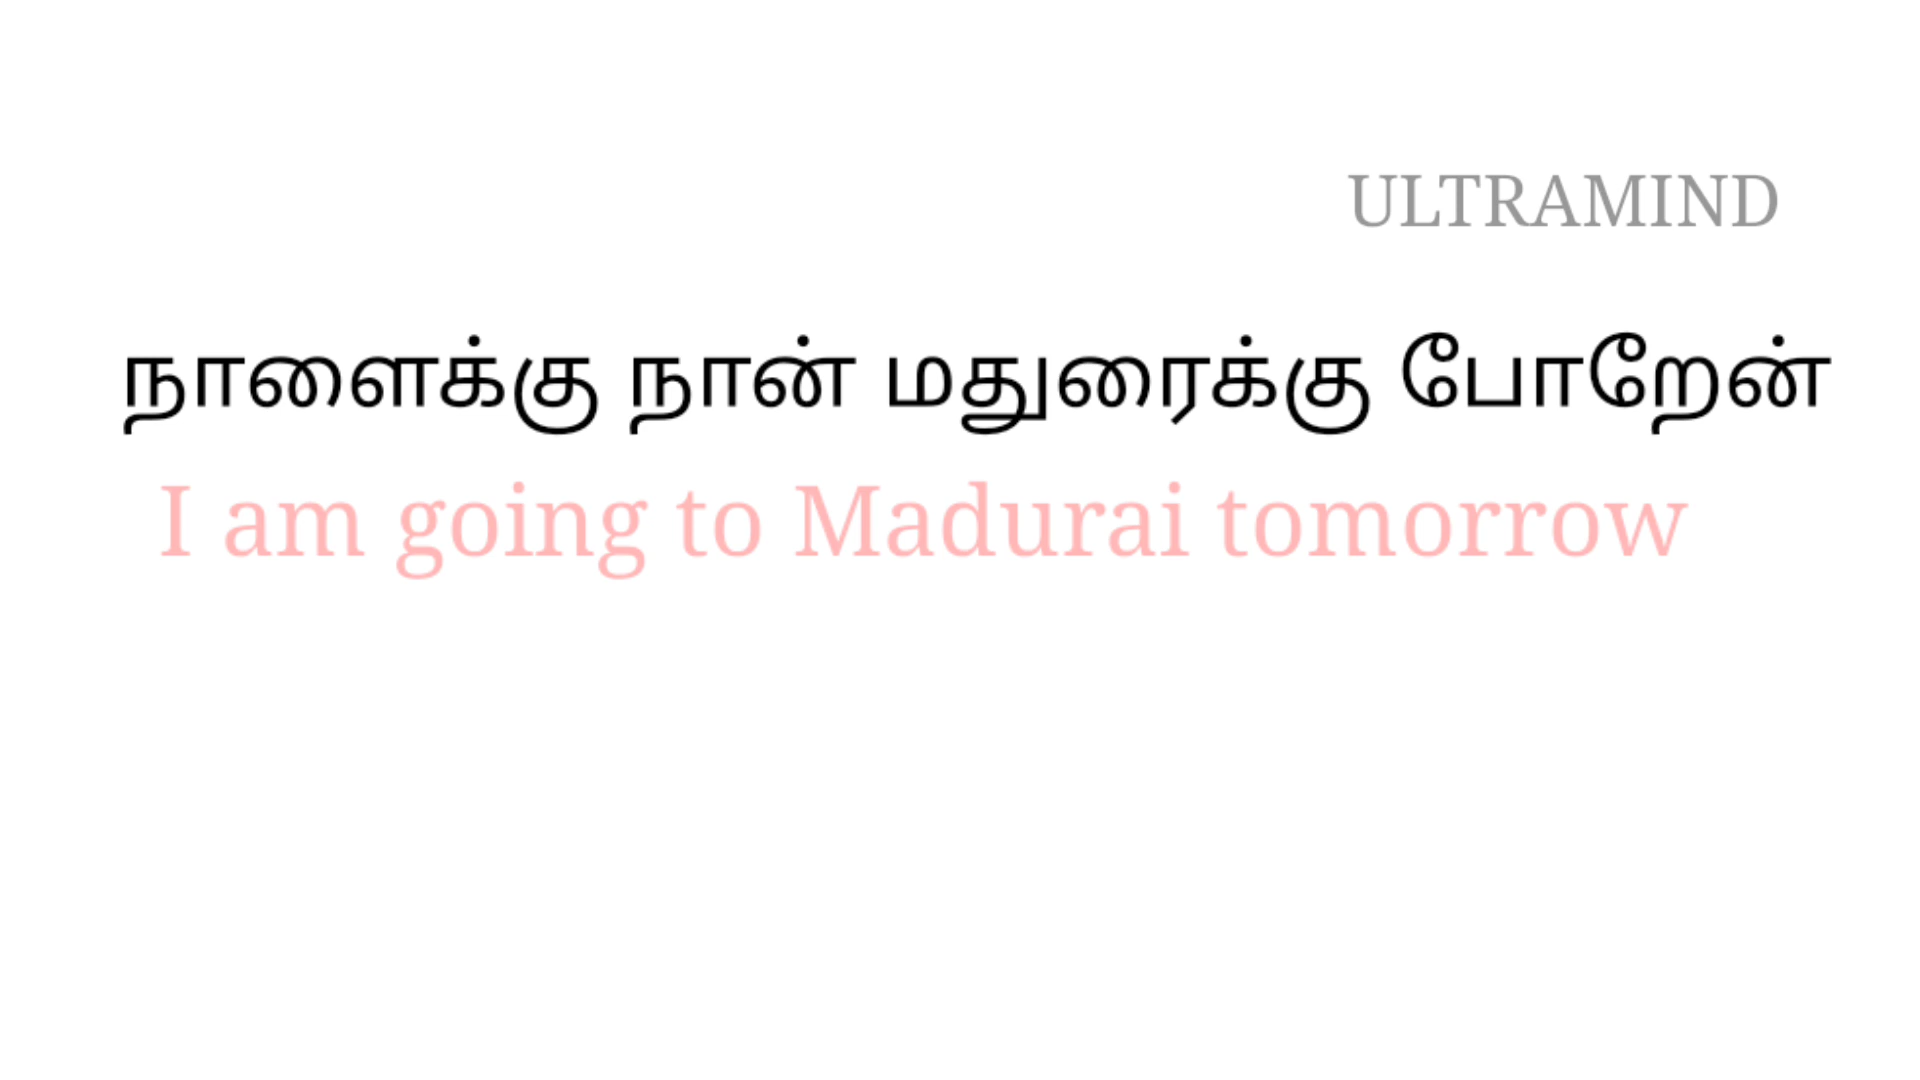 ULTRAMIND
நாளைக்கு நான் மதுரைக்கு போறேன்
I am going to Madurai tomorrow